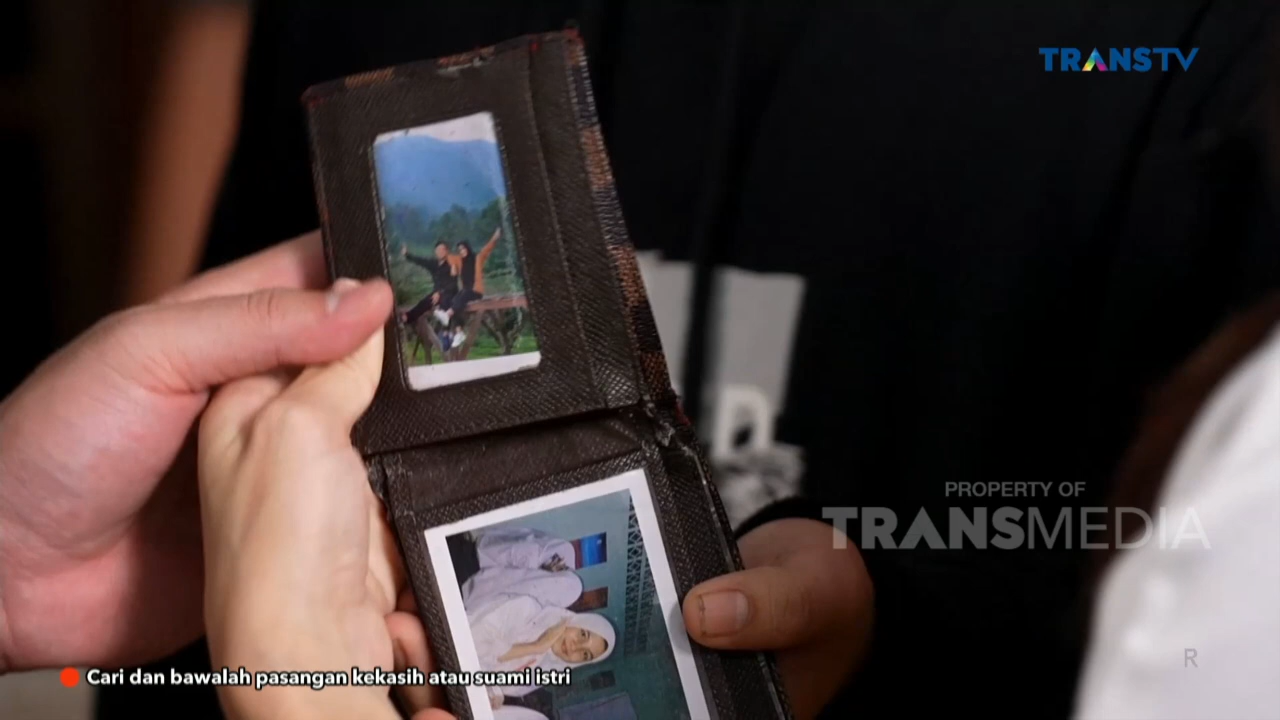 TRANSTV
PROPERTY OF
TRANSMEDIA
R
Cari dan bawalah pasangan kekasih atau suami istri